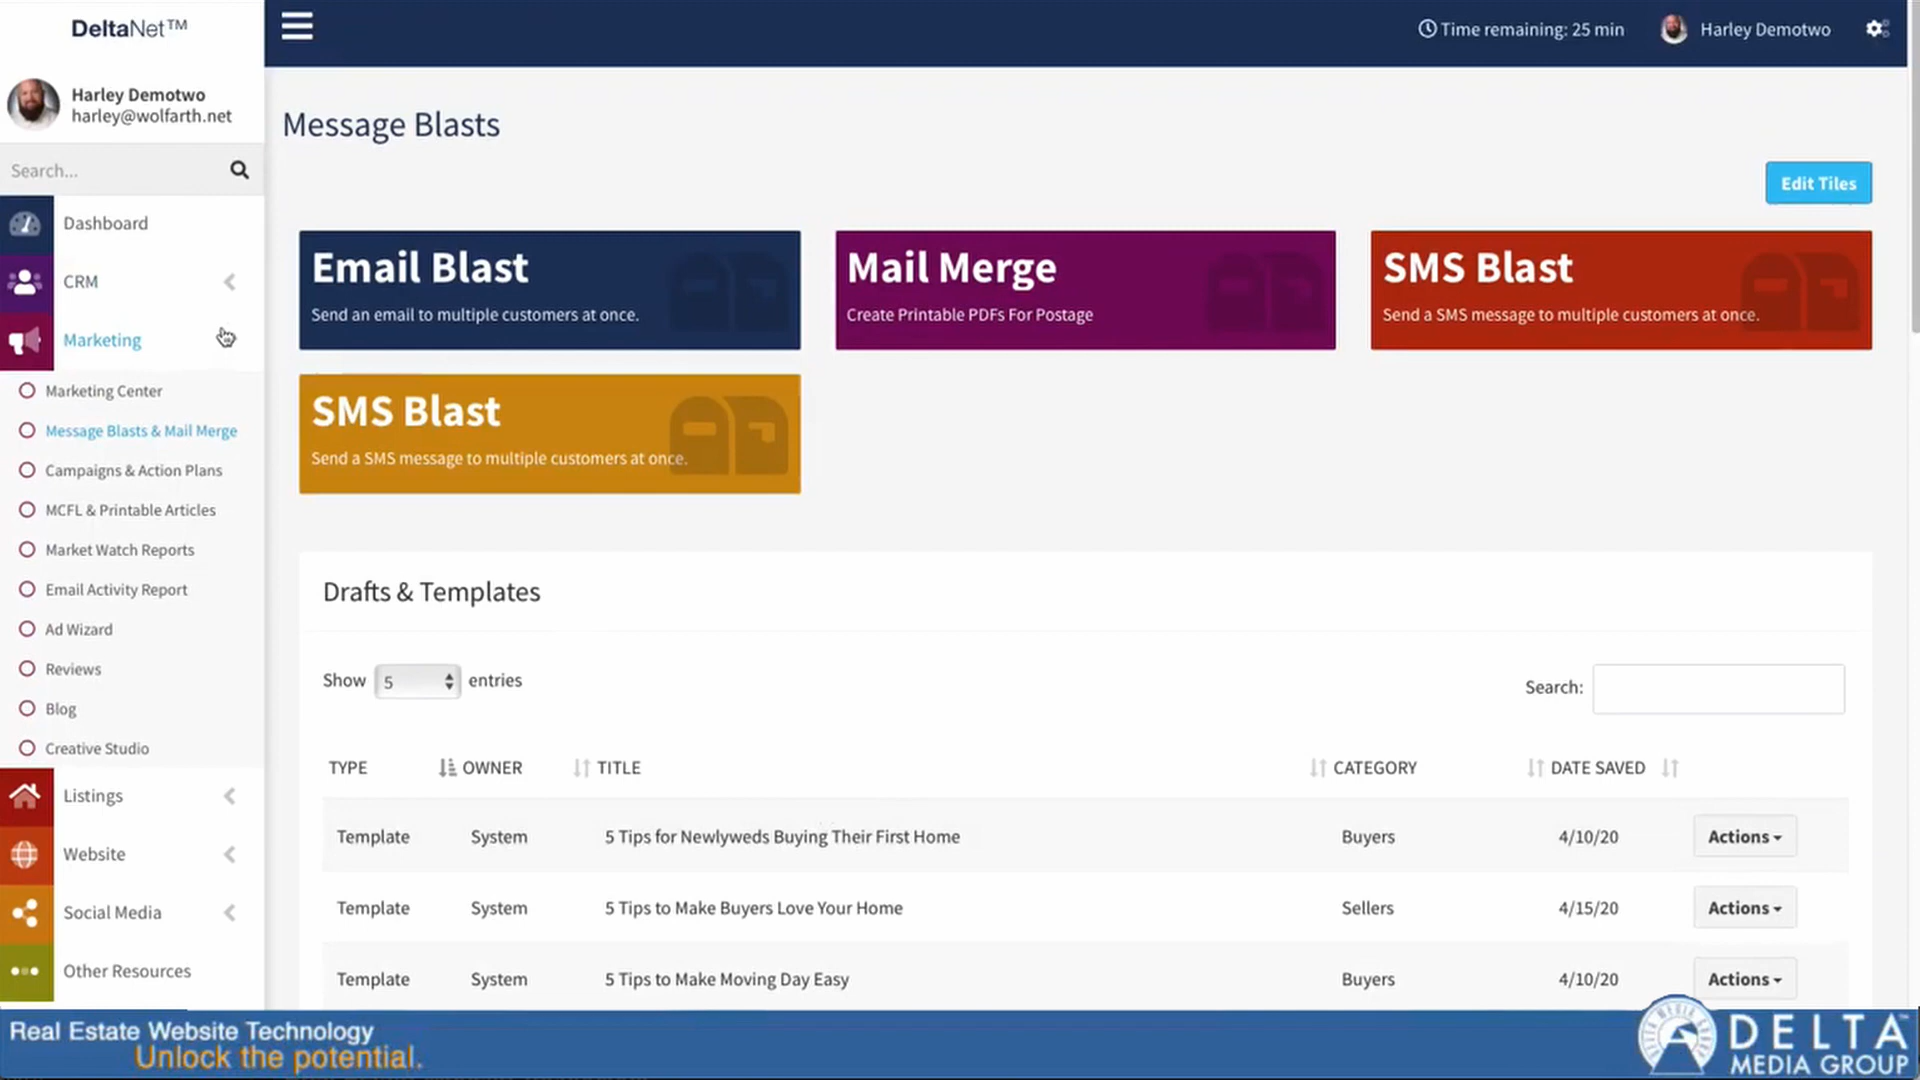 DeltaNet™
Time remaining: 25 min
Harley Demotwo
Harley Demotwo
harley@wolfarth.net
Search...
Dashboard
CRM
Marketing
Marketing Center
Message Blasts & Mail Merge
Campaigns & Action Plans
MCFL & Printable Articles
Market Watch Reports
Email Activity Report
Ad Wizard
Reviews
Blog
Creative Studio
Listings
Website
Social Media
Other Resources
Message Blasts
Edit Tiles
Email Blast
Send an email to multiple customers at once.
Mail Merge
Create Printable PDFs For Postage
SMS Blast
Send a SMS message to multiple customers at once.
SMS Blast
Send a SMS message to multiple customers at once.
Drafts & Templates
Show 5 entries
Search:
TYPE OWNER TITLE CATEGORY DATE SAVED
Template System 5 Tips for Newlyweds Buying Their First Home Buyers 4/10/20 Actions
Template System 5 Tips to Make Buyers Love Your Home Sellers 4/15/20 Actions
Template System 5 Tips to Make Moving Day Easy Buyers 4/10/20 Actions
Real Estate Website Technology
Unlock the potential.
DELTA™
MEDIA GROUP